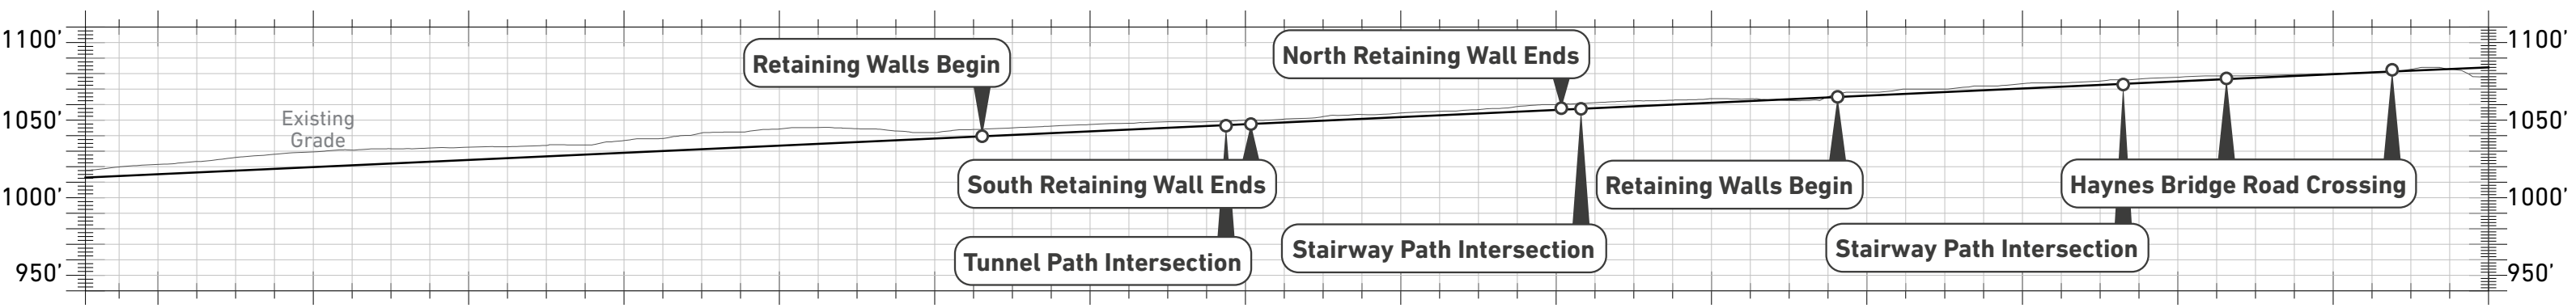 1100’
1050’
1000’
950’
Existing
Grade
Retaining Walls Begin
South Retaining Wall Ends
Tunnel Path Intersection
North Retaining Wall Ends
Stairway Path Intersection
Retaining Walls Begin
Stairway Path Intersection
Haynes Bridge Road Crossing
1100’
1050’
1000’
950’